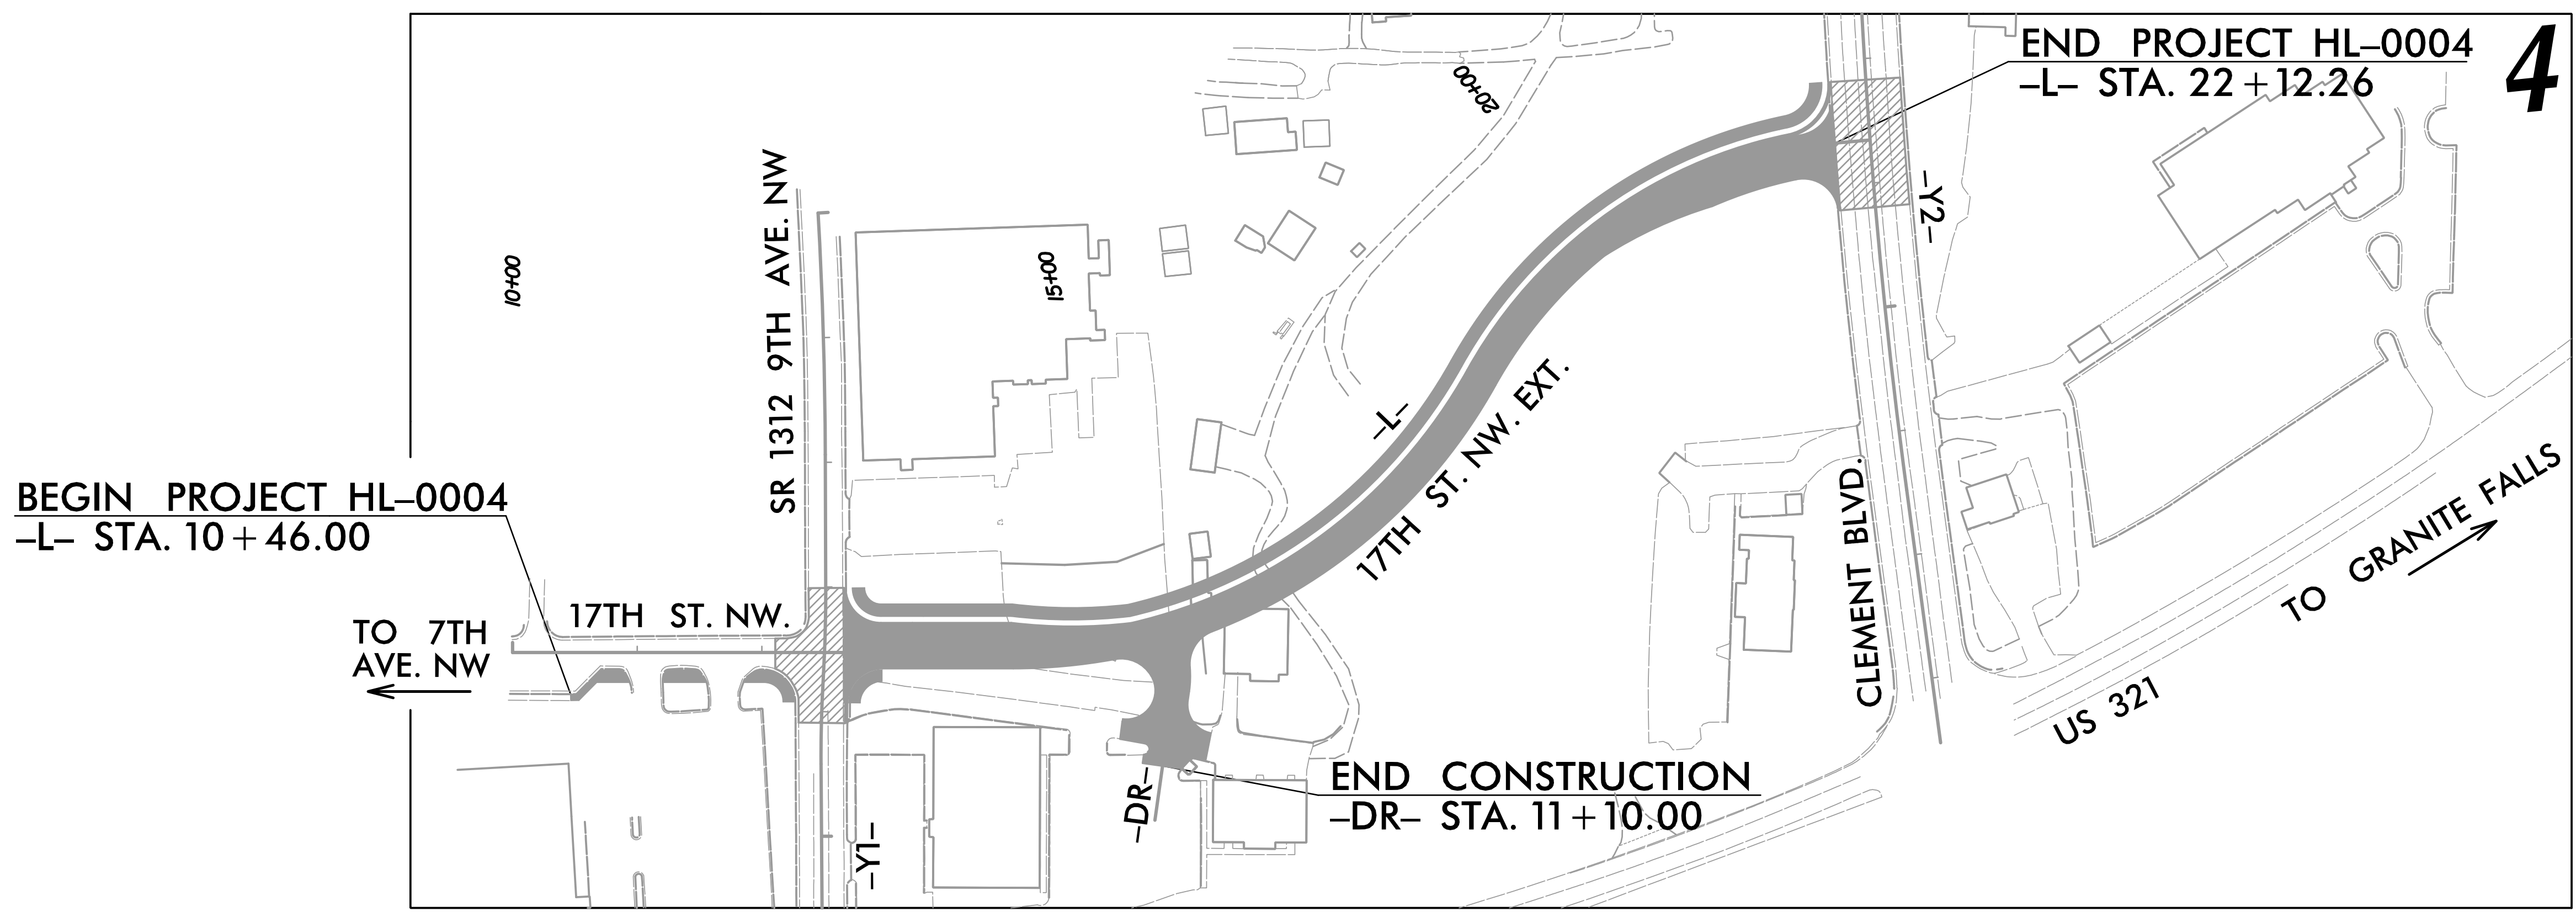 END PROJECT HL–0004
–L– STA. 22+12.26
4
20+00
SR 1312 9TH AVE. NW
–Y2–
10+00
15+00
–L–
17TH ST. NW. EXT.
BEGIN PROJECT HL–0004
–L– STA. 10+46.00
CLEMENT BLVD.
TO GRANITE FALLS
17TH ST. NW.
TO 7TH
AVE. NW
US 321
END CONSTRUCTION
–DR– STA. 11+10.00
–DR–
–Y1–